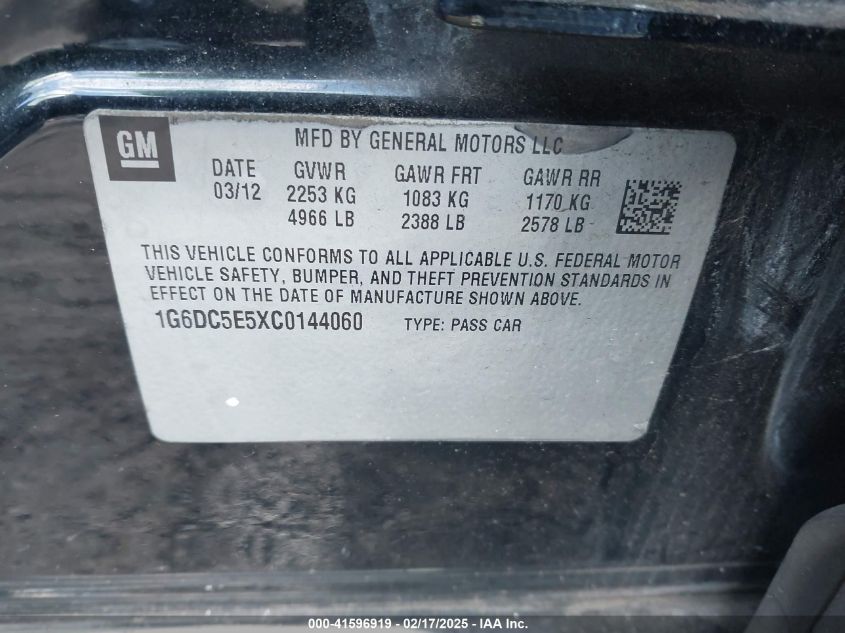 GM
MFD BY GENERAL MOTORS LLC
DATE GVWR GAWR FRT GAWR RR
03/12 2253 KG 1083 KG 1170 KG
4966 LB 2388 LB 2578 LB
THIS VEHICLE CONFORMS TO ALL APPLICABLE U.S. FEDERAL MOTOR
VEHICLE SAFETY, BUMPER, AND THEFT PREVENTION STANDARDS IN
EFFECT ON THE DATE OF MANUFACTURE SHOWN ABOVE.
1G6DC5E5XC0144060 TYPE: PASS CAR
000-41596919 - 02/17/2025 - IAA Inc.